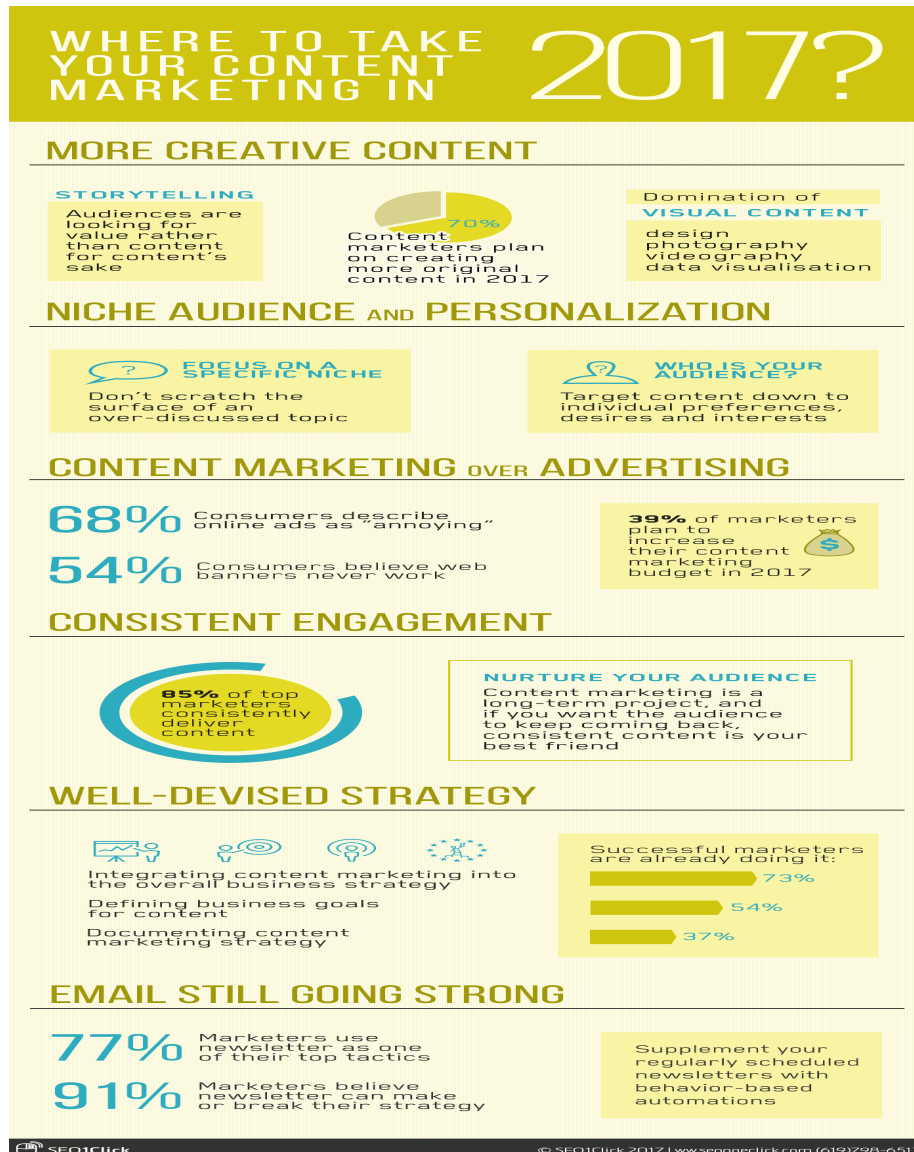 WHERE TO TAKE
YOUR CONTENT
MARKETING IN
2017?
MORE CREATIVE CONTENT
STORYTELLING
Audiences are
looking for
value rather
than content
for content's
sake
70%
Content
marketers plan
on creating
more original
content in 2017
Domination of
VISUAL CONTENT
design
photography
videography
data visualisation
NICHE AUDIENCE AND PERSONALIZATION
?
FOCUS ON A
SPECIFIC NICHE
Don't scratch the
surface of an
over-discussed topic
?
WHO IS YOUR
AUDIENCE?
Target content down to
individual preferences,
desires and interests
CONTENT MARKETING OVER ADVERTISING
68%
Consumers describe
online ads as "annoying"
54%
Consumers believe web
banners never work
39% of marketers
plan to
increase
their content
marketing
budget in 2017
$
CONSISTENT ENGAGEMENT
85% of top
marketers
consistently
deliver
content
NURTURE YOUR AUDIENCE
Content marketing is a
long-term project, and
if you want the audience
to keep coming back,
consistent content is your
best friend
WELL-DEVISED STRATEGY
Integrating content marketing into
the overall business strategy
Defining business goals
for content
Documenting content
marketing strategy
Successful marketers
are already doing it:
73%
54%
37%
EMAIL STILL GOING STRONG
77%
Marketers use
newsletter as one
of their top tactics
91%
Marketers believe
newsletter can make
or break their strategy
Supplement your
regularly scheduled
newsletters with
behavior-based
automations
SEO1Click
© SEO1Click 2017 | www.seooneclick.com (619)798-651